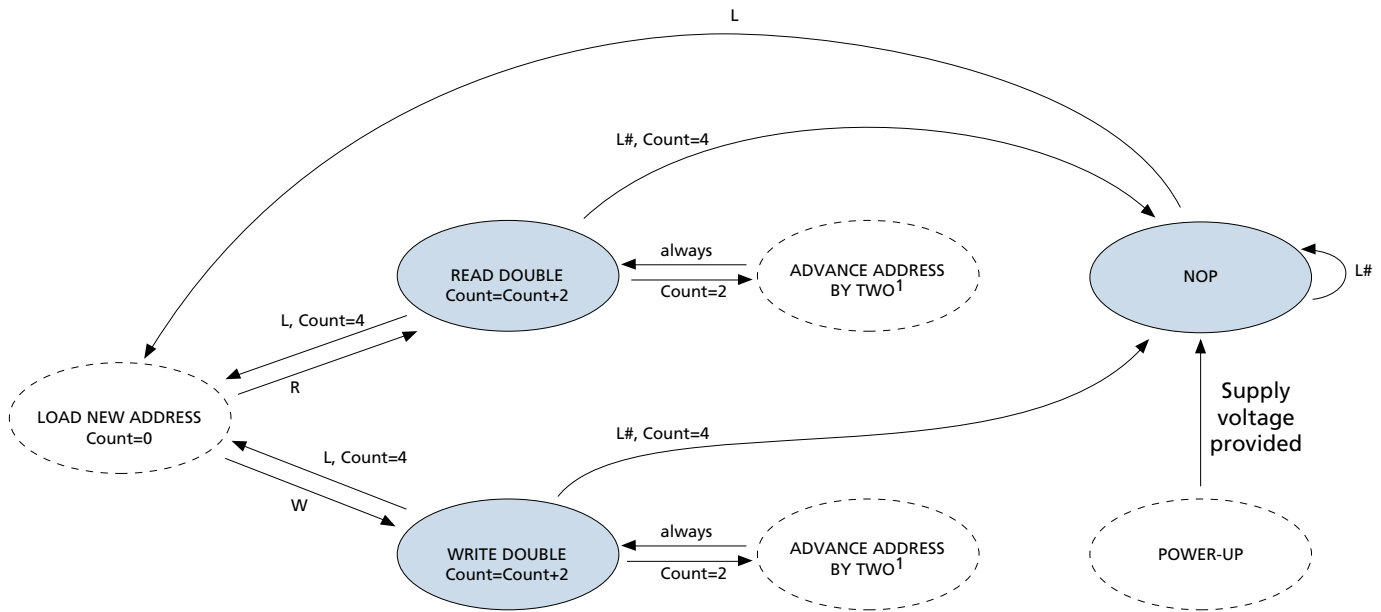 L
L#, Count=4
READ DOUBLE
Count=Count+2
always
Count=2
ADVANCE ADDRESS
BY TWO1
NOP
L#
L, Count=4
R
LOAD NEW ADDRESS
Count=0
L, Count=4
W
L#, Count=4
Supply
voltage
provided
WRITE DOUBLE
Count=Count+2
always
Count=2
ADVANCE ADDRESS
BY TWO1
POWER-UP